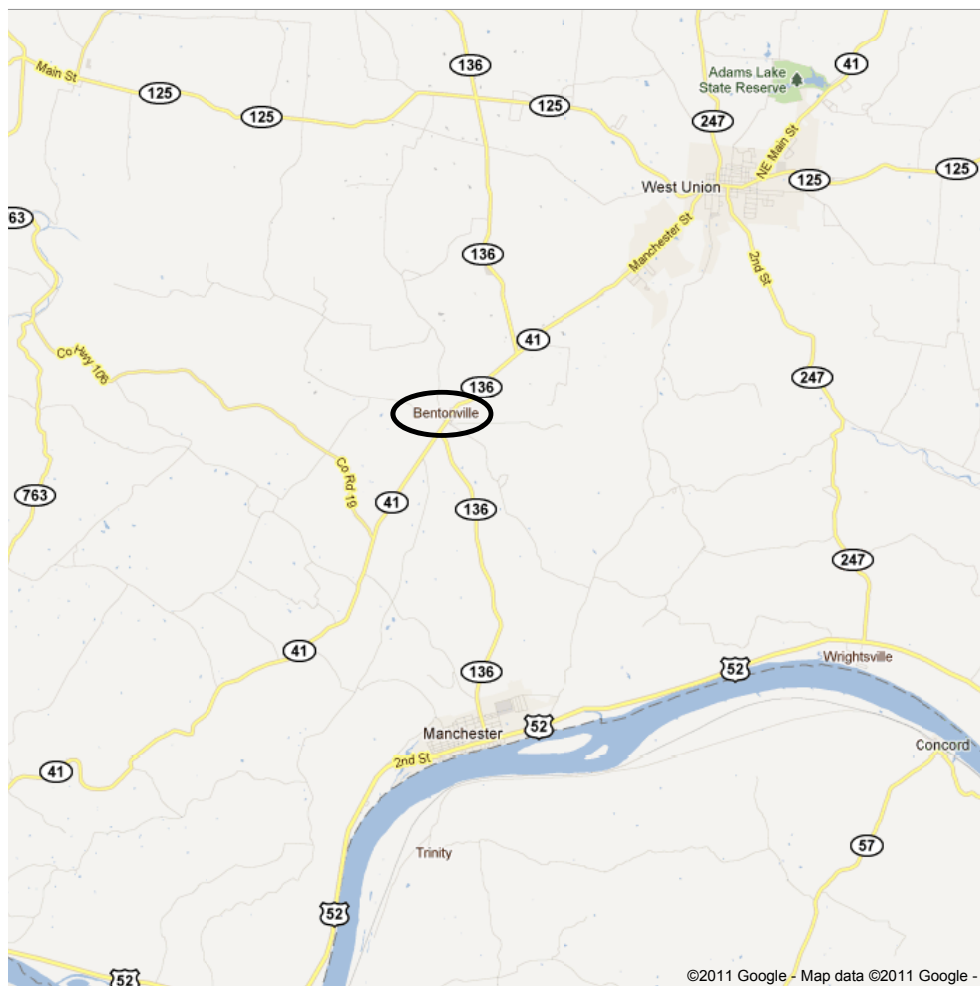 136
41
Main St
Adams Lake
State Reserve
125
125
125
247
NE Main St
125
125
West Union
63
Manchester St
2nd St
136
41
Co Hwy 106
247
136
Bentonville
Co Rd 19
763
41
136
247
41
136
52
Wrightsville
52
Manchester
Concord
2nd St
41
57
Trinity
52
52
©2011 Google - Map data ©2011 Google -